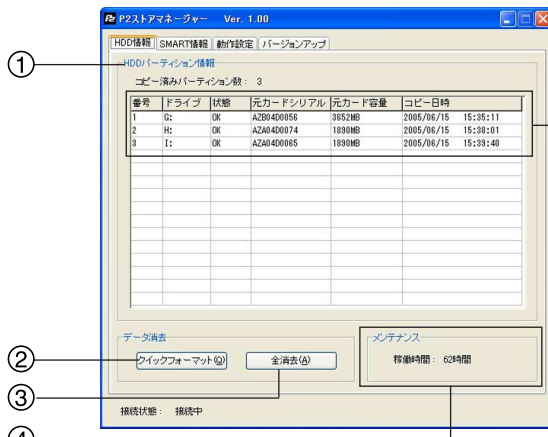 P2ストアマネージャー Ver. 1.00
HDD情報 SMART情報 動作設定 バージョンアップ
① HDDパーティション情報
コピー済みパーティション数： 3
番号 ドライブ 状態 元カードシリアル 元カード容量 コピー日時
1 G: OK AZB04D0056 3652MB 2005/06/15 15:35:11
2 H: OK AZA04D0074 1890MB 2005/06/15 15:38:01
3 I: OK AZA04D0065 1890MB 2005/06/15 15:39:40
データ消去 メンテナンス
② クイックフォーマット(Q) 全消去(A) 稼働時間： 62時間
③
接続状態： 接続中
④